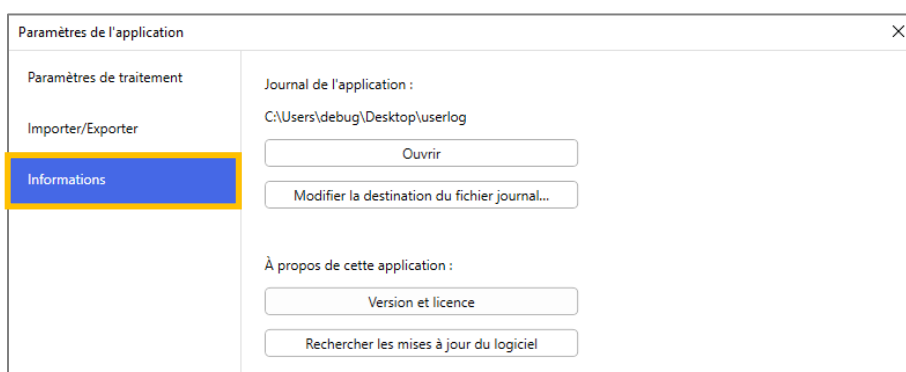 Paramètres de l'application
Paramètres de traitement
Importer/Exporter
Informations
Journal de l'application :
C:\Users\debug\Desktop\userlog
Ouvrir
Modifier la destination du fichier journal...
À propos de cette application :
Version et licence
Rechercher les mises à jour du logiciel